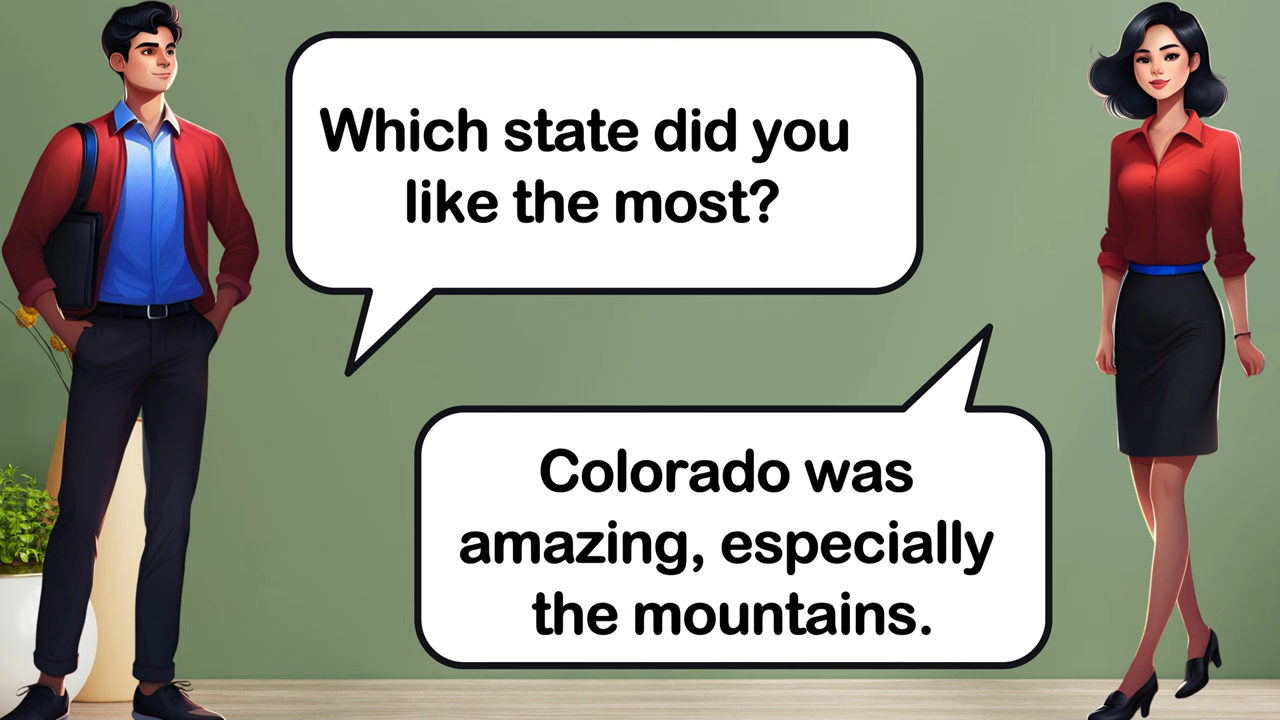 Which state did you
like the most?
Colorado was
amazing, especially
the mountains.